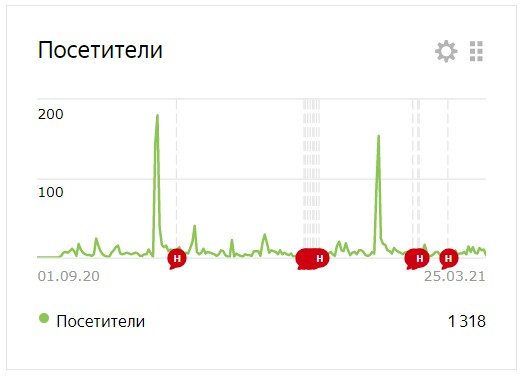 Посетители
200
100
н н н н
01.09.20 25.03.21
Посетители 1 318